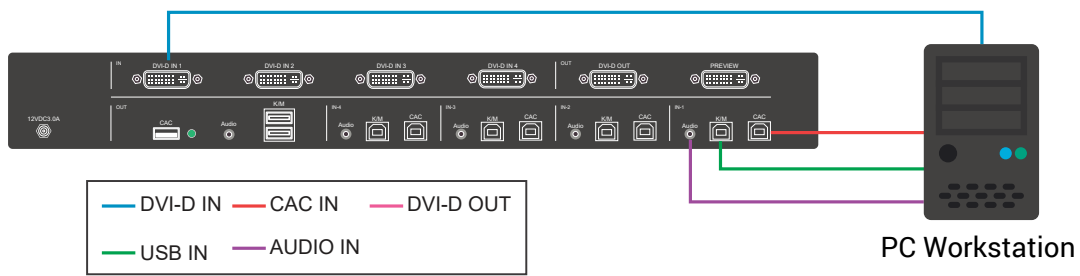 IN DVI-D IN 1 DVI-D IN 2 DVI-D IN 3 DVI-D IN 4 OUT DVI-D OUT PREVIEW
OUT K/M IN-4 IN-3 IN-2 IN-1
12VDC3.0A CAC Audio Audio K/M CAC Audio K/M CAC Audio K/M CAC Audio K/M CAC
DVI-D IN CAC IN DVI-D OUT
USB IN AUDIO IN
PC Workstation